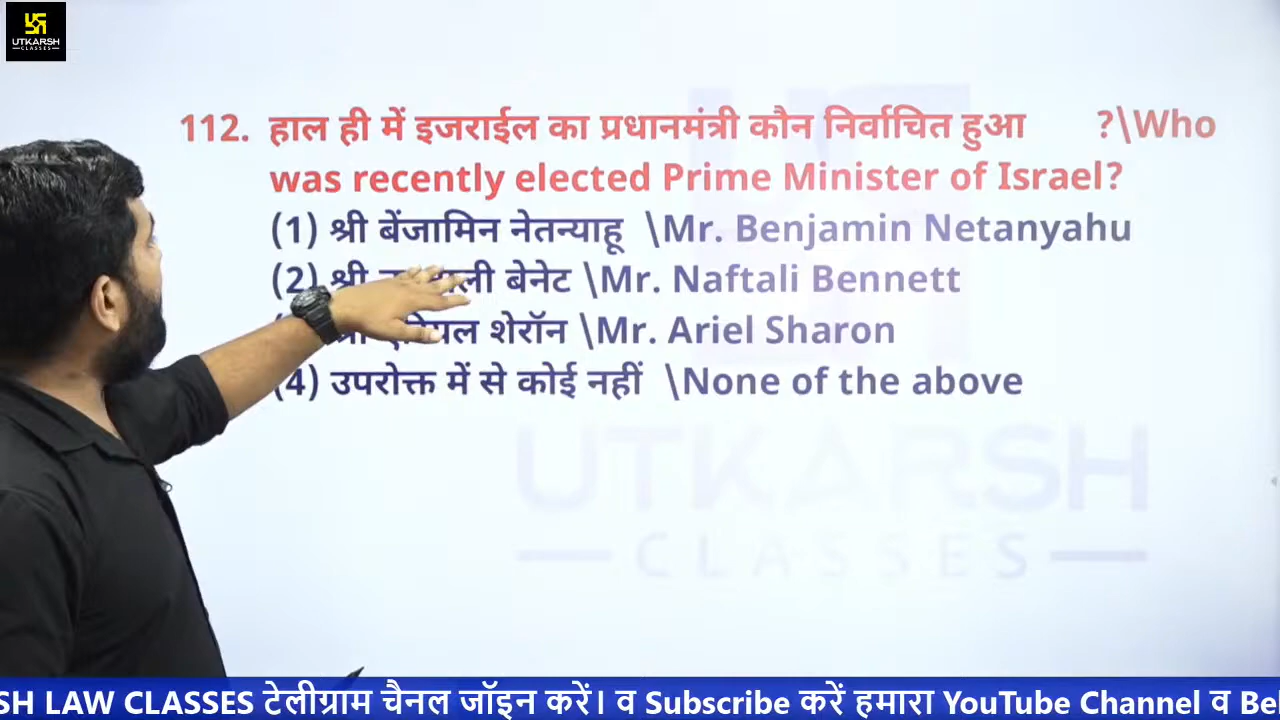 UTKARSH
CLASSES
112. हाल ही में इजराईल का प्रधानमंत्री कौन निर्वाचित हुआ ?\Who
was recently elected Prime Minister of Israel?
(1) श्री बेंजामिन नेतन्याहू \Mr. Benjamin Netanyahu
(2) श्री बेनेट \Mr. Naftali Bennett
शेरॉन \Mr. Ariel Sharon
(4) उपरोक्त में से कोई नहीं \None of the above
UTKARSH
CLASSES
SH LAW CLASSES टेलीग्राम चैनल जॉइन करें। व Subscribe करें हमारा YouTube Channel व Bel